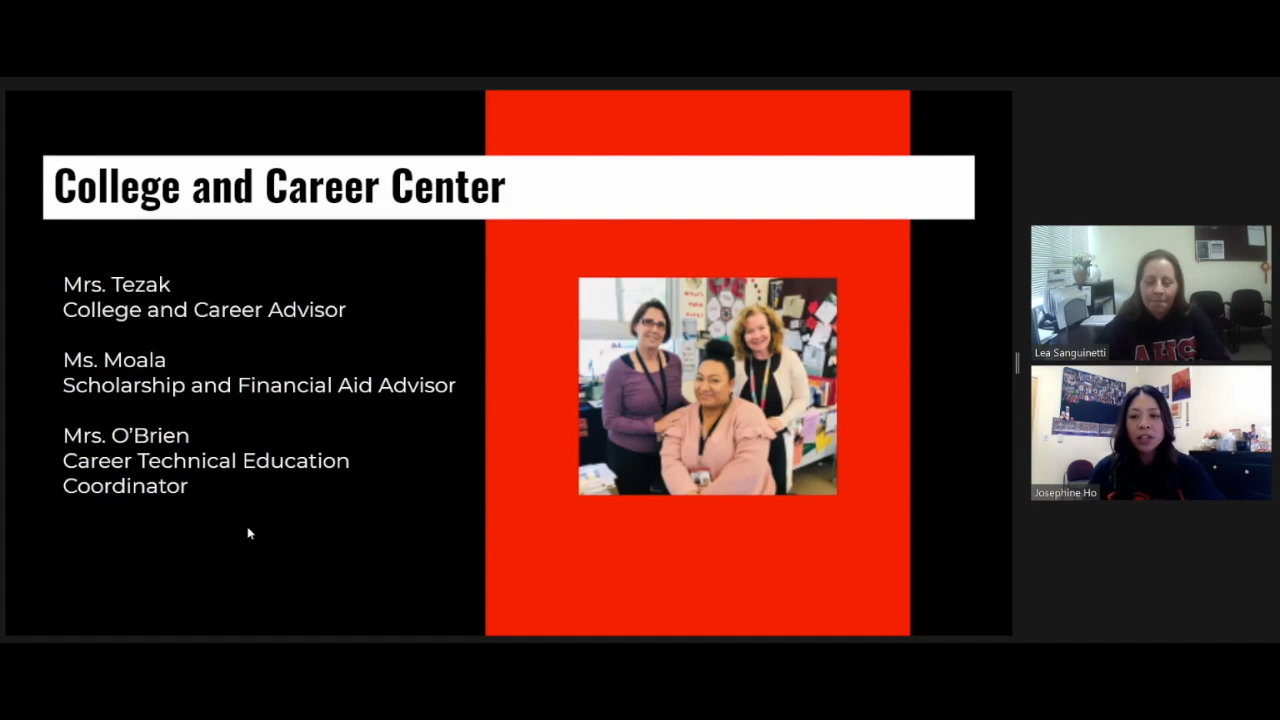 College and Career Center
Mrs. Tezak
College and Career Advisor
Ms. Moala
Scholarship and Financial Aid Advisor
Mrs. O’Brien
Career Technical Education
Coordinator
Lea Sanguinetti
AHS
Josephine Ho